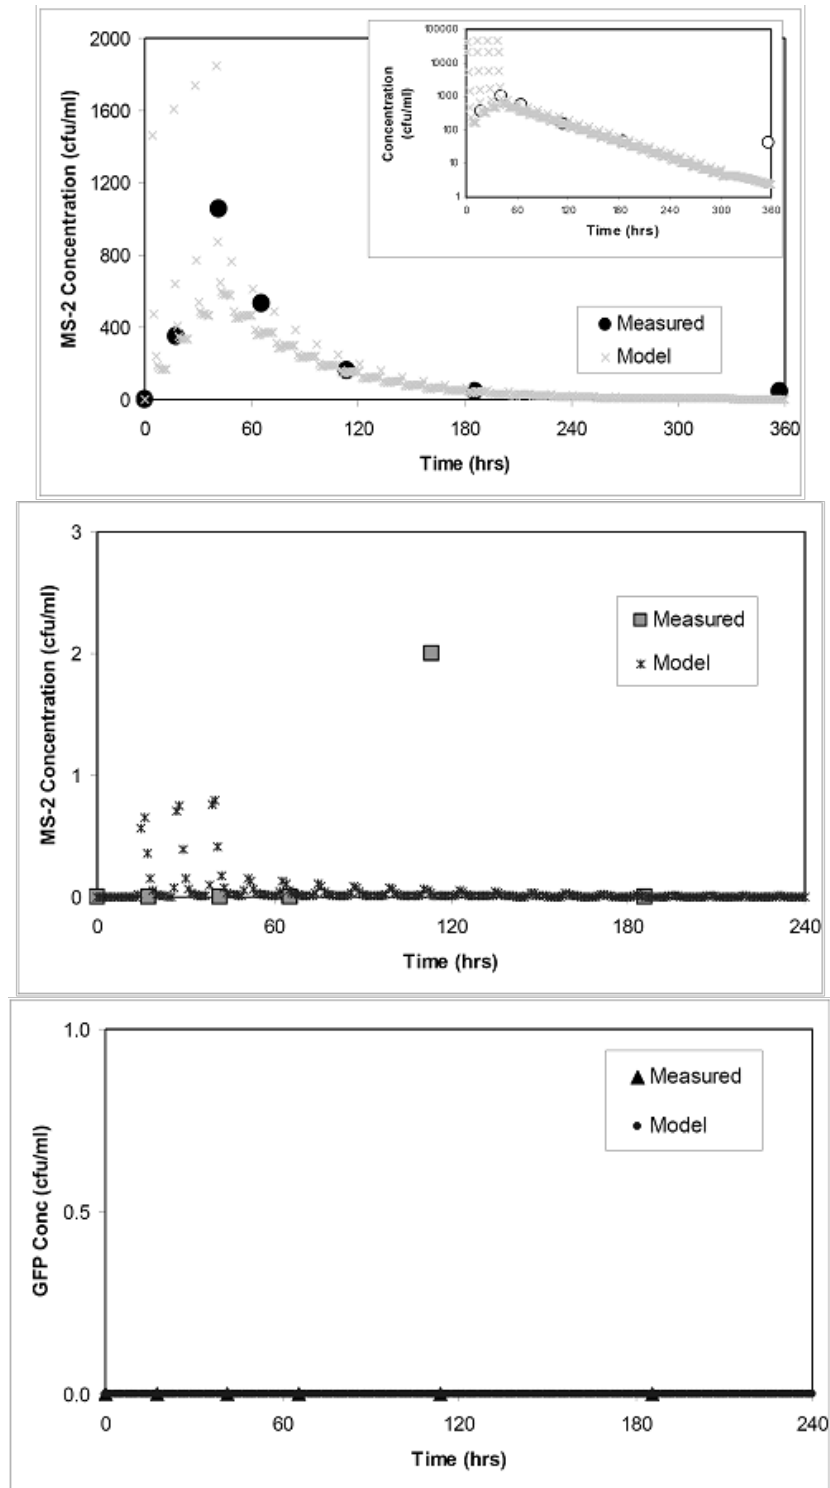 2000
1600
1200
800
400
0
MS-2 Concentration (cfu/ml)
0 60 120 180 240 300 360
Time (hrs)
100000
10000
1000
100
10
1
Concentration
(cfu/ml)
0 60 120 180 240 300 360
Time (hrs)
Measured
Model
3
2
1
0
MS-2 Concentration (cfu/ml)
0 60 120 180 240
Time (hrs)
Measured
Model
1.0
0.5
0.0
GFP Conc (cfu/ml)
0 60 120 180 240
Time (hrs)
Measured
Model